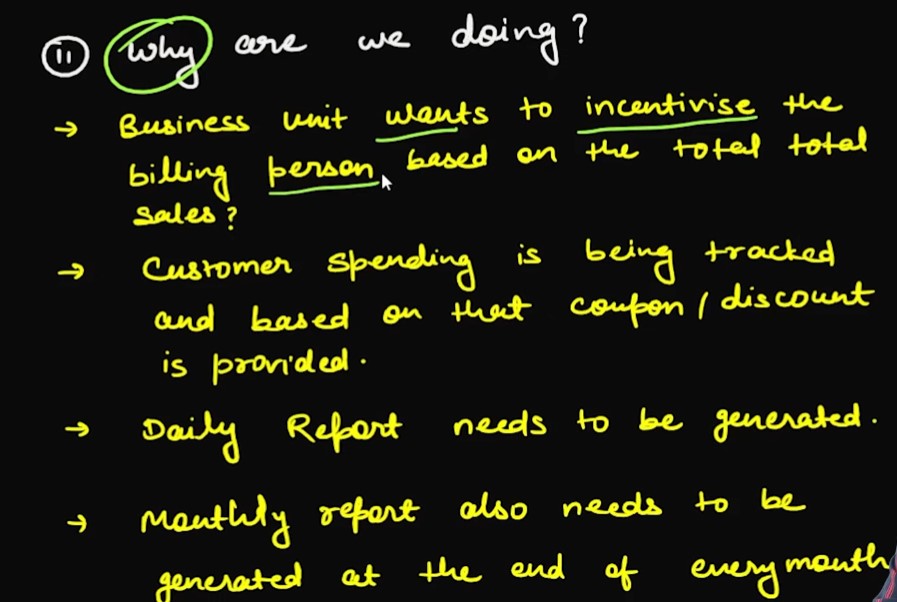 ii) Why are we doing?
→ Business unit wants to incentivise the
billing person based on the total total
sales?
→ Customer spending is being tracked
and based on that coupon / discount
is provided.
→ Daily Report needs to be generated.
→ Monthly report also needs to be
generated at the end of every month